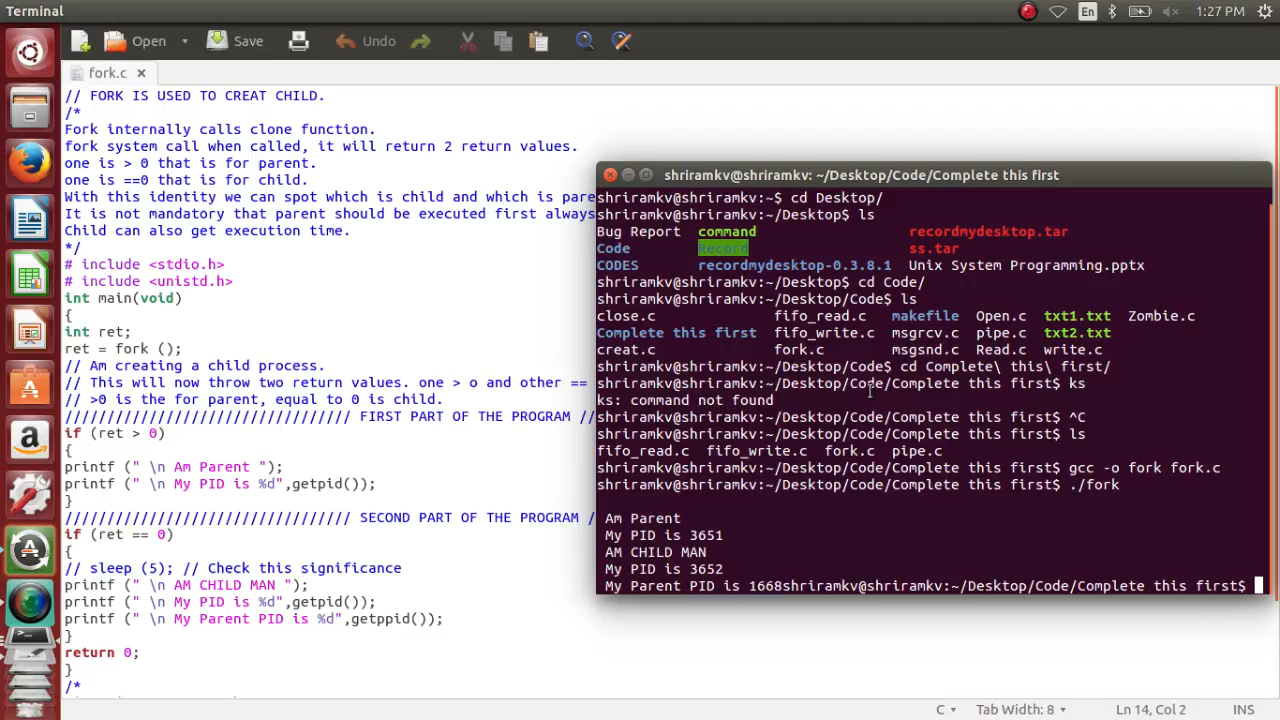 Terminal
En
1:27 PM
Open
Save
Undo
fork.c
// FORK IS USED TO CREAT CHILD.
/*
Fork internally calls clone function.
fork system call when called, it will return 2 return values.
one is > 0 that is for parent.
one is ==0 that is for child.
With this identity we can spot which is child and which is pare
It is not mandatory that parent should be executed first always
Child can also get execution time.
*/
# include <stdio.h>
# include <unistd.h>
int main(void)
{
int ret;
ret = fork ();
// Am creating a child process.
// This will now throw two return values. one > o and other ==
// >0 is the for parent, equal to 0 is child.
////////////////////////////////// FIRST PART OF THE PROGRAM //
if (ret > 0)
{
printf (" \n Am Parent ");
printf (" \n My PID is %d",getpid());
}
////////////////////////////////// SECOND PART OF THE PROGRAM /
if (ret == 0)
{
// sleep (5); // Check this significance
printf (" \n AM CHILD MAN ");
printf (" \n My PID is %d",getpid());
printf (" \n My Parent PID is %d",getppid());
}
return 0;
}
/*
shriramkv@shriramkv: ~/Desktop/Code/Complete this first
shriramkv@shriramkv:~$ cd Desktop/
shriramkv@shriramkv:~/Desktop$ ls
Bug Report command recordmydesktop.tar
Code Record ss.tar
CODES recordmydesktop-0.3.8.1 Unix System Programming.pptx
shriramkv@shriramkv:~/Desktop$ cd Code/
shriramkv@shriramkv:~/Desktop/Code$ ls
close.c fifo_read.c makefile Open.c txt1.txt Zombie.c
Complete this first fifo_write.c msgrcv.c pipe.c txt2.txt
creat.c fork.c msgsnd.c Read.c write.c
shriramkv@shriramkv:~/Desktop/Code$ cd Complete\ this\ first/
shriramkv@shriramkv:~/Desktop/Code/Complete this first$ ks
ks: command not found
shriramkv@shriramkv:~/Desktop/Code/Complete this first$ ^C
shriramkv@shriramkv:~/Desktop/Code/Complete this first$ ls
fifo_read.c fifo_write.c fork.c pipe.c
shriramkv@shriramkv:~/Desktop/Code/Complete this first$ gcc -o fork fork.c
shriramkv@shriramkv:~/Desktop/Code/Complete this first$ ./fork
Am Parent
My PID is 3651
AM CHILD MAN
My PID is 3652
My Parent PID is 1668shriramkv@shriramkv:~/Desktop/Code/Complete this first$
C
Tab Width: 8
Ln 14, Col 2
INS